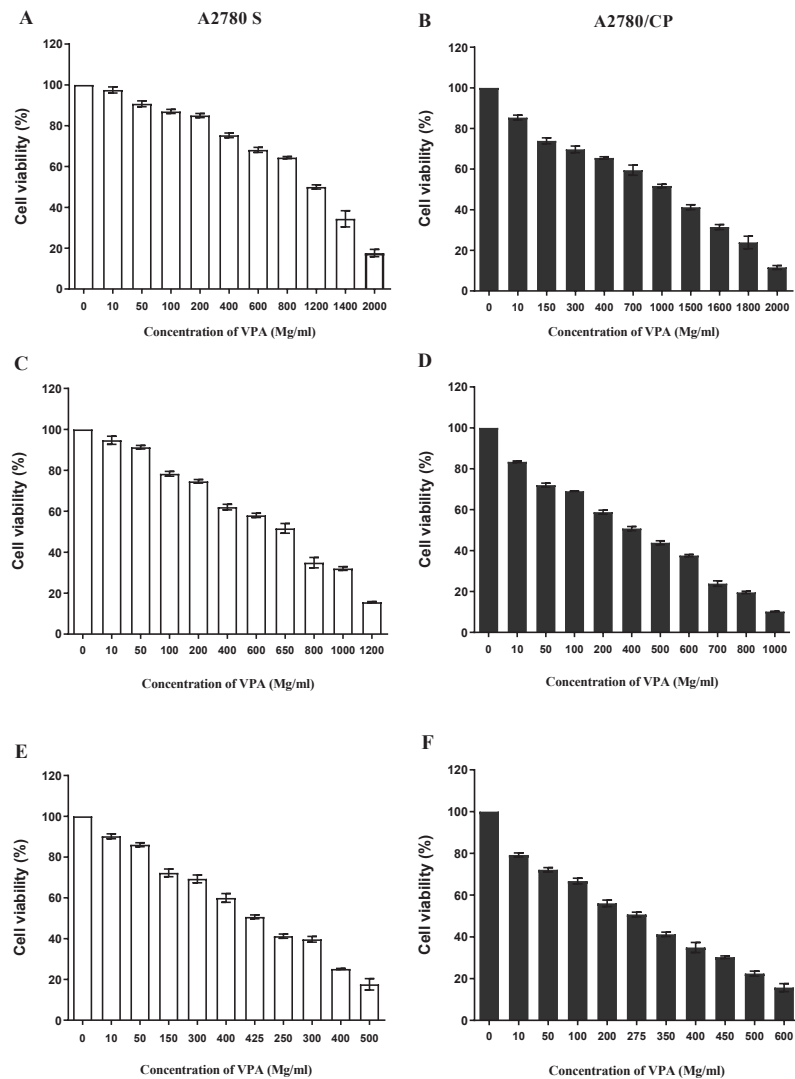 A
A2780 S
120
100
80
60
40
20
0
Cell viability (%)
0 10 50 100 200 400 600 800 1200 1400 2000
Concentration of VPA (Mg/ml)
B
A2780/CP
120
100
80
60
40
20
0
Cell viability (%)
0 10 150 300 400 700 1000 1500 1600 1800 2000
Concentration of VPA (Mg/ml)
C
120
100
80
60
40
20
0
Cell viability (%)
0 10 50 100 200 400 600 650 800 1000 1200
Concentration of VPA (Mg/ml)
D
120
100
80
60
40
20
0
Cell viability (%)
0 10 50 100 200 400 500 600 700 800 1000
Concentration of VPA (Mg/ml)
E
120
100
80
60
40
20
0
Cell viability (%)
0 10 50 150 300 400 425 250 300 400 500
Concentration of VPA (Mg/ml)
F
120
100
80
60
40
20
0
Cell viability (%)
0 10 50 100 200 275 350 400 450 500 600
Concentration of VPA (Mg/ml)